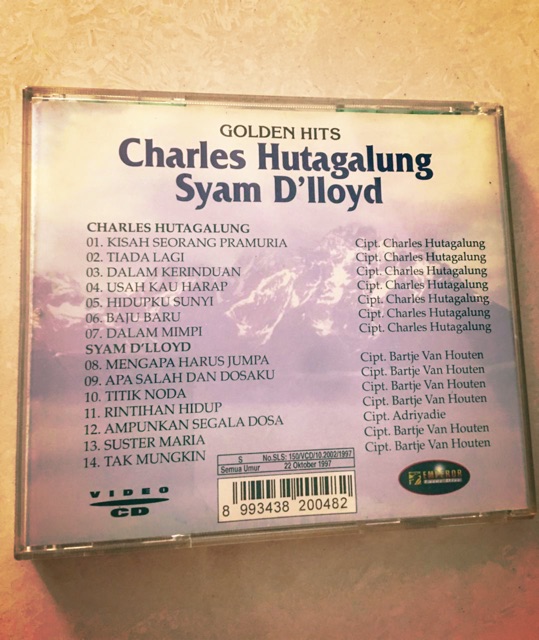 GOLDEN HITS
Charles Hutagalung
Syam D'lloyd
CHARLES HUTAGALUNG
01. KISAH SEORANG PRAMURIA Cipt. Charles Hutagalung
02. TIADA LAGI Cipt. Charles Hutagalung
03. DALAM KERINDUAN Cipt. Charles Hutagalung
04. USAH KAU HARAP Cipt. Charles Hutagalung
05. HIDUPKU SUNYI Cipt. Charles Hutagalung
06. BAJU BARU Cipt. Charles Hutagalung
07. DALAM MIMPI Cipt. Charles Hutagalung
SYAM D'LLOYD
08. MENGAPA HARUS JUMPA Cipt. Bartje Van Houten
09. APA SALAH DAN DOSAKU Cipt. Bartje Van Houten
10. TITIK NODA Cipt. Bartje Van Houten
11. RINTIHAN HIDUP Cipt. Bartje Van Houten
12. AMPUNKAN SEGALA DOSA Cipt. Adriyadie
13. SUSTER MARIA Cipt. Bartje Van Houten
14. TAK MUNGKIN Cipt. Bartje Van Houten
S No.SLS: 150/VCD/10.2002/1997
Semua Umur 22 Oktober 1997
8 993438 200482
VIDEO
CD
EMPEROR